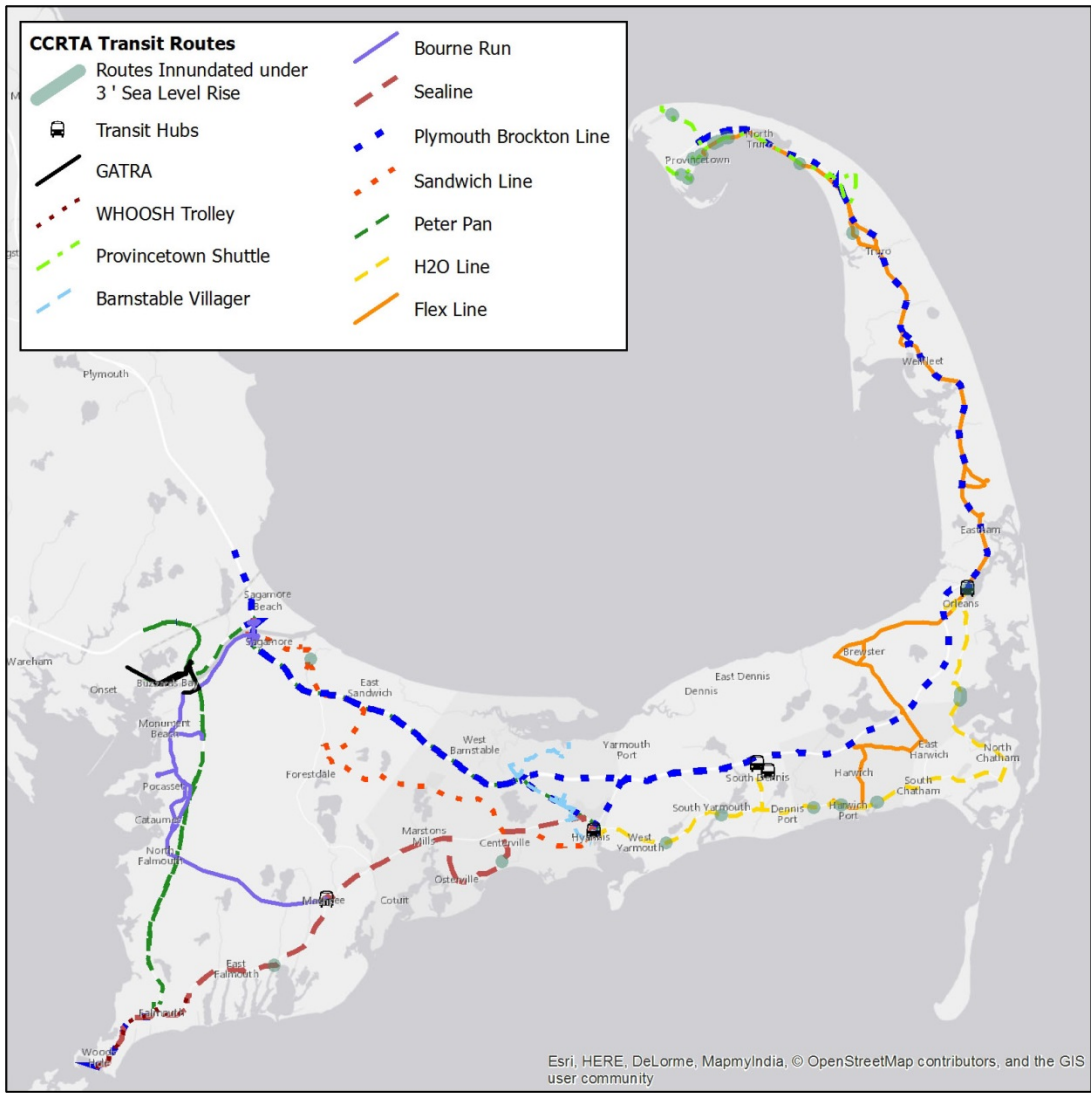 CCRTA Transit Routes
Routes Innundated under
3 ' Sea Level Rise
Transit Hubs
GATRA
WHOOSH Trolley
Provincetown Shuttle
Barnstable Villager
Bourne Run
Sealine
Plymouth Brockton Line
Sandwich Line
Peter Pan
H2O Line
Flex Line
North
Provincetown
Truro
Wellfleet
Plymouth
Eastham
Orleans
Sagamore
Beach
Sagamore
Wareham
Onset
Buzzards Bay
Brewster
East
Sandwich
East Dennis
Dennis
Monument
Beach
West
Barnstable
Yarmouth
Port
East
Harwich
North
Chatham
Forestdale
South Dennis
Harwich
Pocasset
South
Chatham
South Yarmouth
Dennis
Port
Harwich
Port
Cataumet
Marstons
Mills
Centerville
Hyannis
West
Yarmouth
North
Falmouth
Osterville
Cotuit
East
Falmouth
Falmouth
Woods
Hole
Esri, HERE, DeLorme, MapmyIndia, © OpenStreetMap contributors, and the GIS
user community